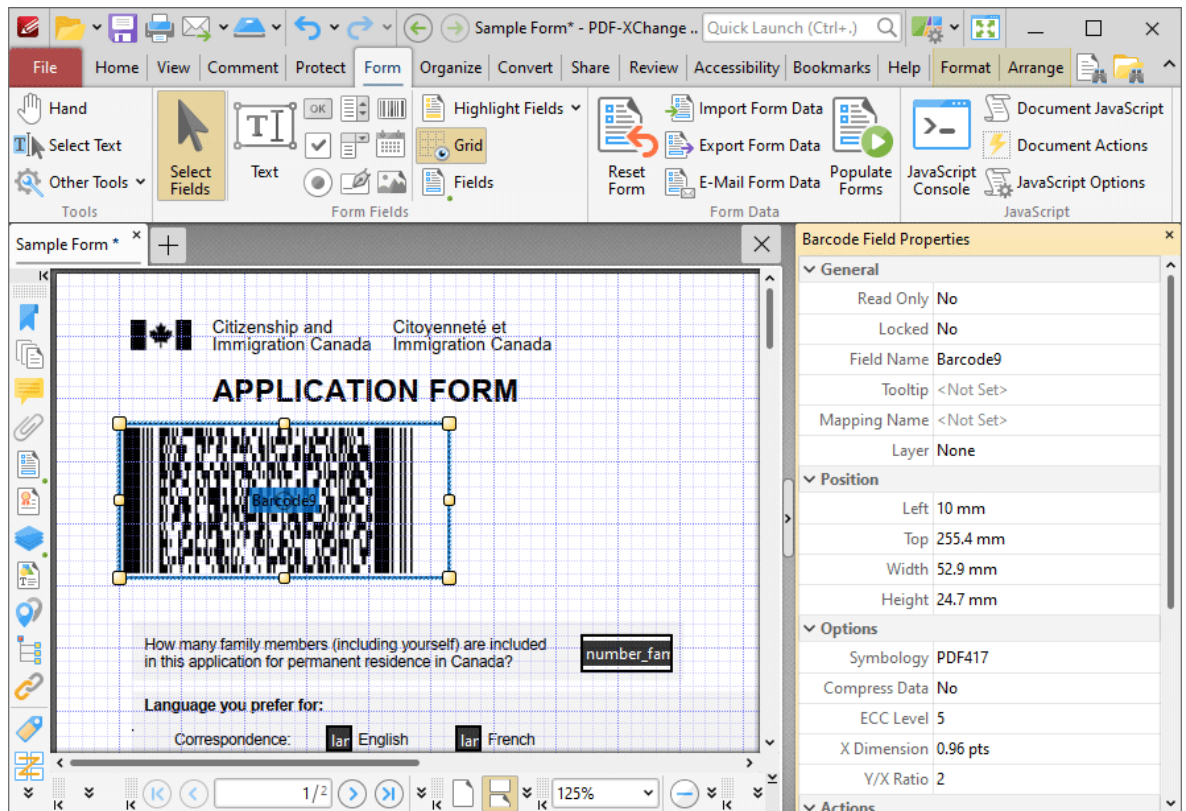 Sample Form* - PDF-XChange .. Quick Launch (Ctrl+.)
File Home View Comment Protect Form Organize Convert Share Review Accessibility Bookmarks Help Format Arrange
Hand
Select Text
Other Tools
Tools
Select Fields
Text
OK
Highlight Fields
Grid
Fields
Form Fields
Reset Form
Import Form Data
Export Form Data
E-Mail Form Data
Populate Forms
Form Data
JavaScript Console
Document JavaScript
Document Actions
JavaScript Options
JavaScript
Sample Form *
Citizenship and
Immigration Canada
Citoyenneté et
Immigration Canada
APPLICATION FORM
Barcode9
How many family members (including yourself) are included
in this application for permanent residence in Canada?
number_fam
Language you prefer for:
Correspondence: lar English lar French
1/2
125%
Barcode Field Properties
General
Read Only No
Locked No
Field Name Barcode9
Tooltip <Not Set>
Mapping Name <Not Set>
Layer None
Position
Left 10 mm
Top 255.4 mm
Width 52.9 mm
Height 24.7 mm
Options
Symbology PDF417
Compress Data No
ECC Level 5
X Dimension 0.96 pts
Y/X Ratio 2
Actions